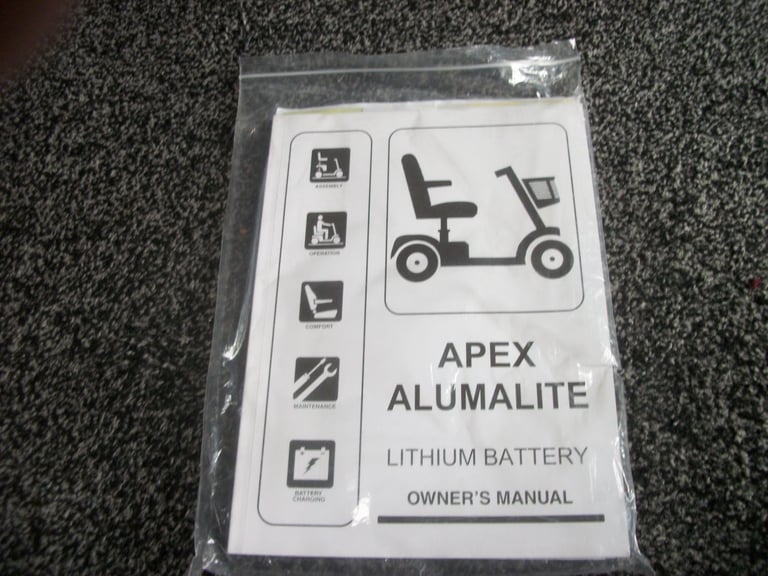 ASSEMBLY
OPERATION
COMFORT
MAINTENANCE
BATTERY
CHARGING
APEX
ALUMALITE
LITHIUM BATTERY
OWNER'S MANUAL